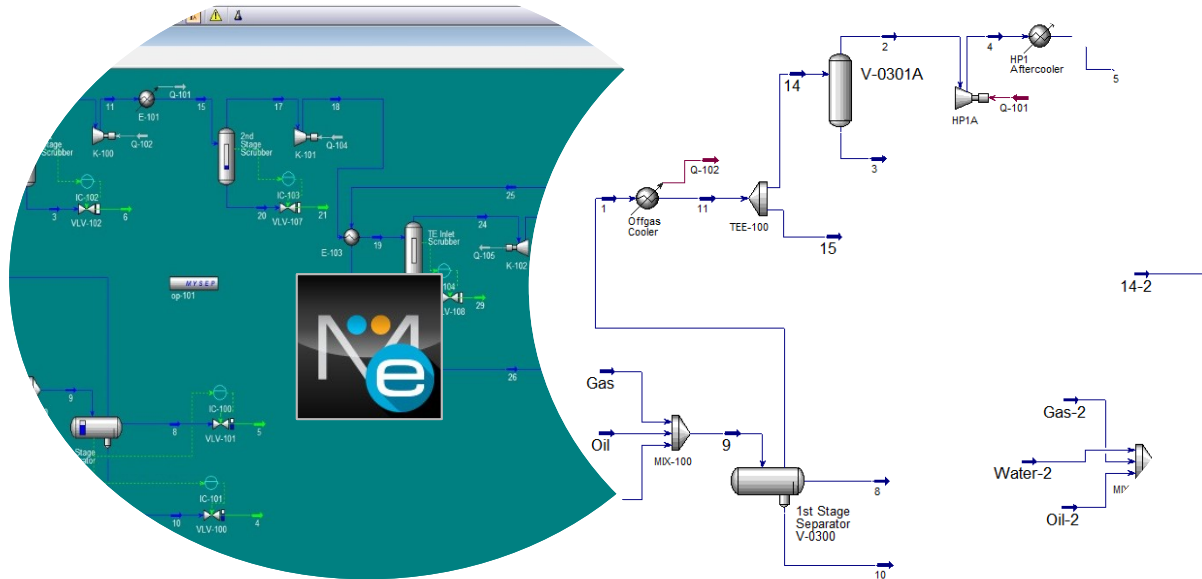 11
Q-101
15
17
18
E-101
K-100
Q-102
2nd
Stage
Scrubber
K-101
Q-104
Stage
Scrubber
IC-102
3
VLV-102
6
IC-103
20
VLV-107
21
25
24
E-103
19
TE Inlet
Scrubber
Q-105
K-102
MYSEP
op-101
29
26
9
IC-100
8
VLV-101
5
Stage
IC-101
10
VLV-100
4
e
2
4
HP1
Aftercooler
5
V-0301A
14
HP1A
Q-101
3
Q-102
1
Offgas
Cooler
11
TEE-100
15
14-2
Gas
Oil
MIX-100
9
8
1st Stage
Separator
V-0300
10
Gas-2
Water-2
Oil-2